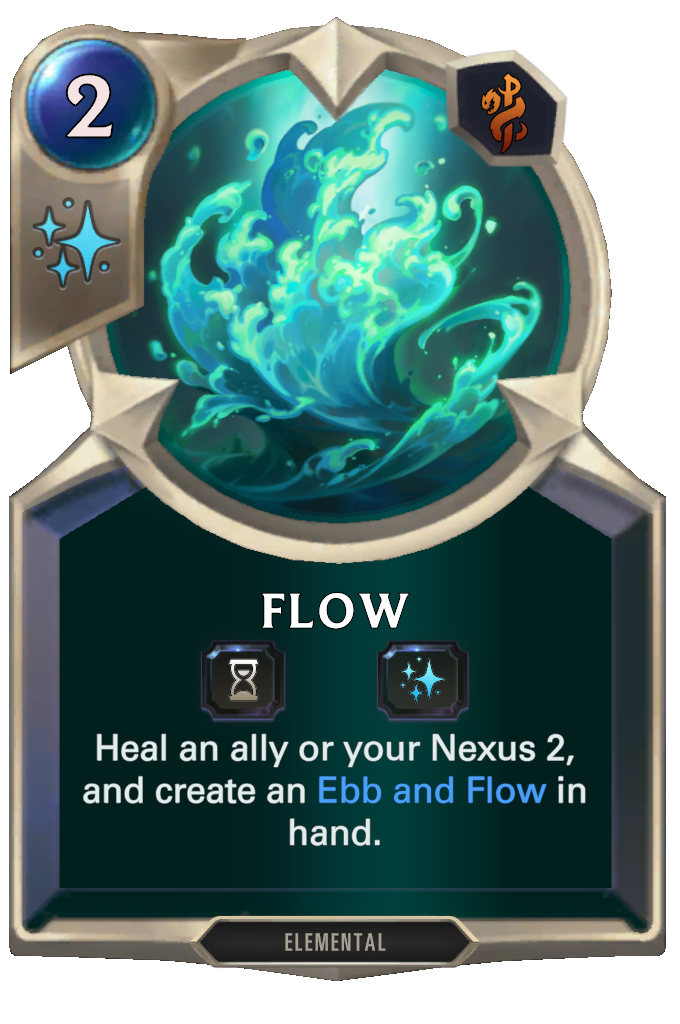 2
FLOW
Heal an ally or your Nexus 2,
and create an Ebb and Flow in
hand.
ELEMENTAL